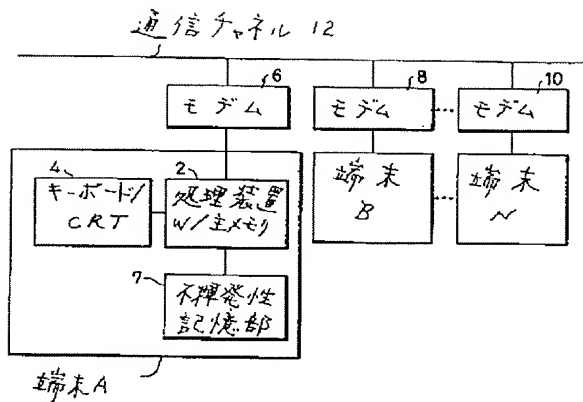 通信チャネル 12
6
モデム
8
モデム
10
モデム
4
キーボード/
CRT
2
処理装置
W/主メモリ
端末
B
端末
N
7
不揮発性
記憶部
端末A